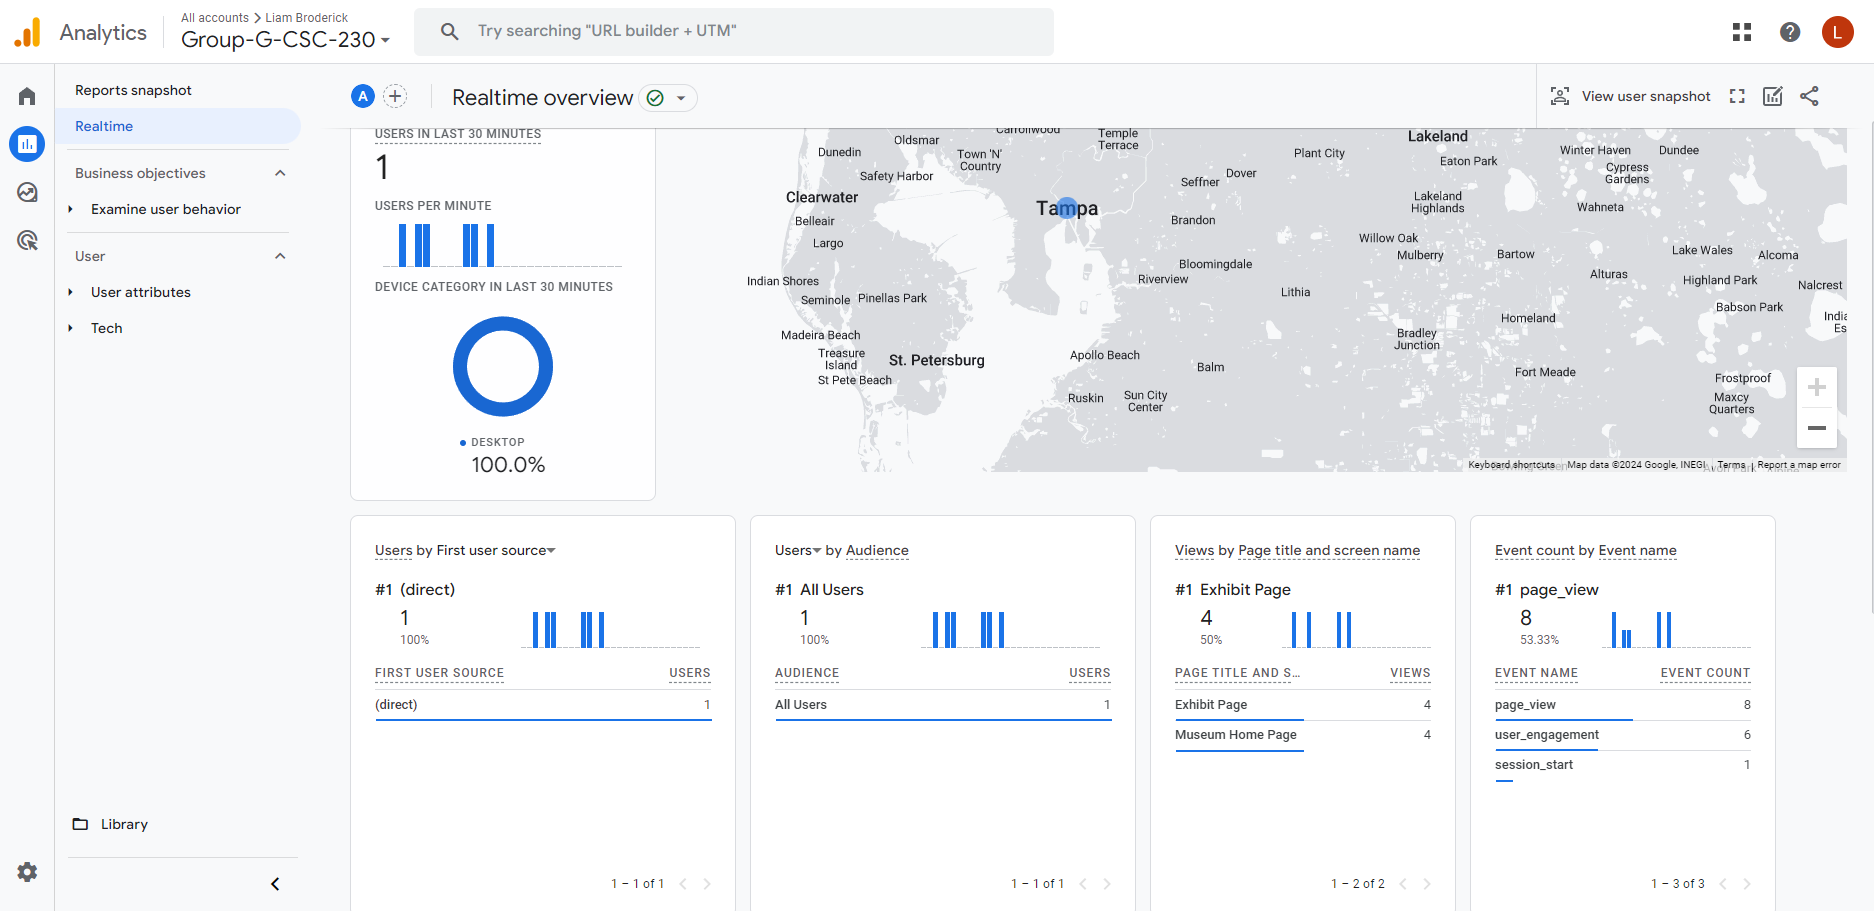 Analytics
All accounts > Liam Broderick
Group-G-CSC-230
Try searching "URL builder + UTM"
L
Reports snapshot
Realtime
Business objectives
Examine user behavior
User
User attributes
Tech
Library
A
Realtime overview
View user snapshot
USERS IN LAST 30 MINUTES
1
USERS PER MINUTE
DEVICE CATEGORY IN LAST 30 MINUTES
DESKTOP
100.0%
Carrollwood
Temple Terrace
Oldsmar
Dunedin
Town 'N' Country
Safety Harbor
Clearwater
Belleair
Largo
Indian Shores
Seminole
Pinellas Park
Madeira Beach
Treasure Island
St Pete Beach
St. Petersburg
Tampa
Plant City
Dover
Seffner
Brandon
Bloomingdale
Riverview
Lithia
Apollo Beach
Balm
Ruskin
Sun City Center
Lakeland
Eaton Park
Winter Haven
Dundee
Cypress Gardens
Lakeland Highlands
Wahneta
Willow Oak
Mulberry
Bartow
Lake Wales
Alcoma
Alturas
Highland Park
Nalcrest
Babson Park
Homeland
Bradley Junction
Fort Meade
Frostproof
Maxcy Quarters
Keyboard shortcuts
Map data ©2024 Google, INEGI
Terms
Report a map error
Users by First user source
#1 (direct)
1
100%
FIRST USER SOURCE USERS
(direct) 1
1 – 1 of 1
Users by Audience
#1 All Users
1
100%
AUDIENCE USERS
All Users 1
1 – 1 of 1
Views by Page title and screen name
#1 Exhibit Page
4
50%
PAGE TITLE AND S… VIEWS
Exhibit Page 4
Museum Home Page 4
1 – 2 of 2
Event count by Event name
#1 page_view
8
53.33%
EVENT NAME EVENT COUNT
page_view 8
user_engagement 6
session_start 1
1 – 3 of 3